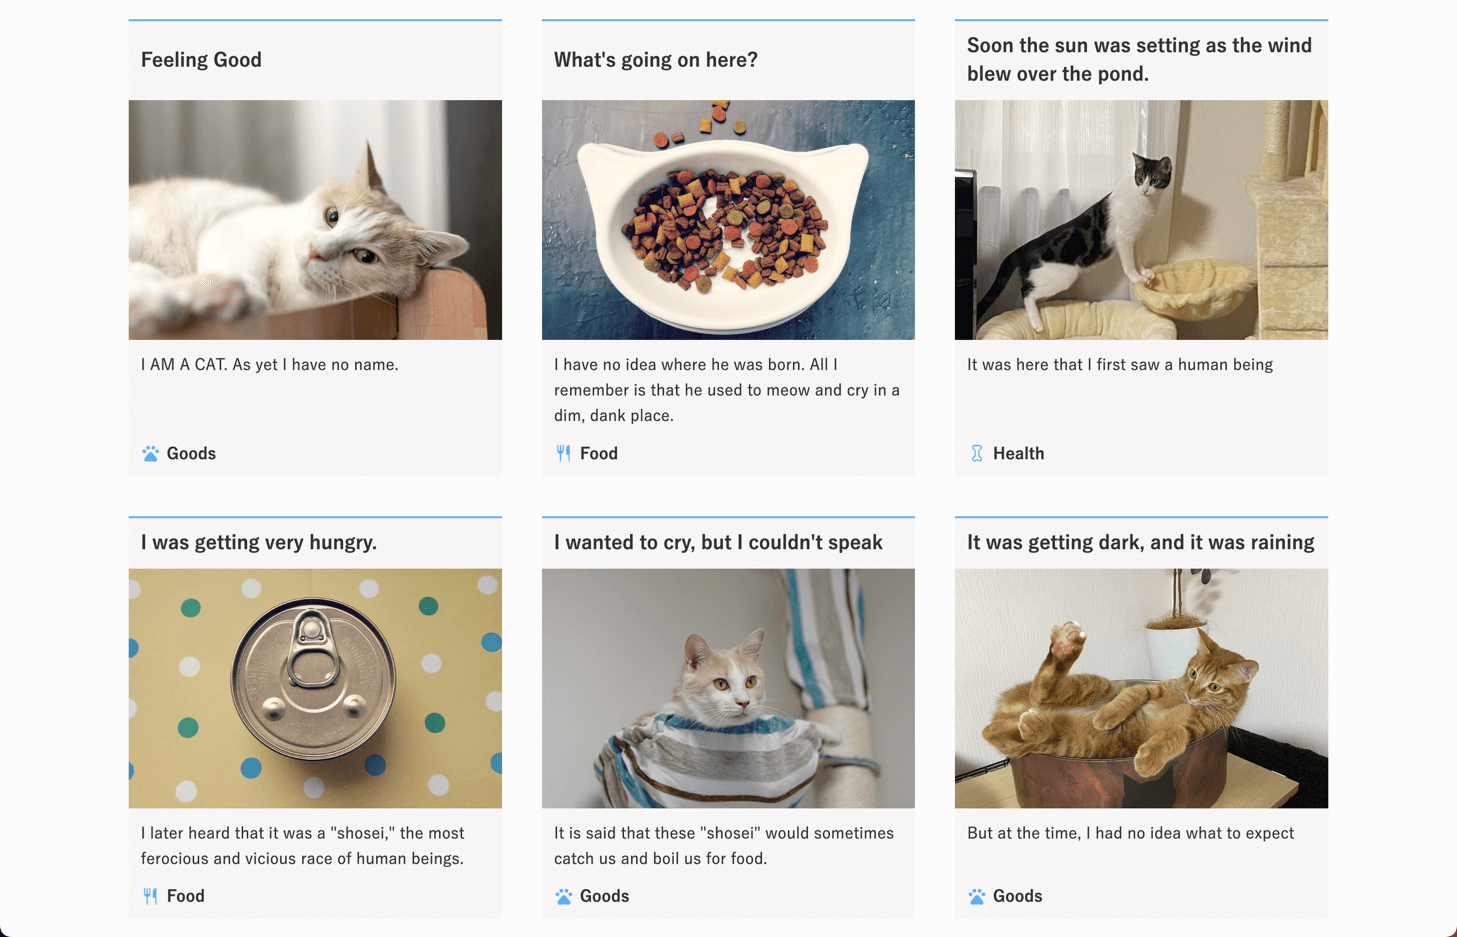 Feeling Good
I AM A CAT. As yet I have no name.
Goods
What's going on here?
I have no idea where he was born. All I
remember is that he used to meow and cry in a
dim, dank place.
Food
Soon the sun was setting as the wind
blew over the pond.
It was here that I first saw a human being
Health
I was getting very hungry.
I later heard that it was a "shosei," the most
ferocious and vicious race of human beings.
Food
I wanted to cry, but I couldn't speak
It is said that these "shosei" would sometimes
catch us and boil us for food.
Goods
It was getting dark, and it was raining
But at the time, I had no idea what to expect
Goods